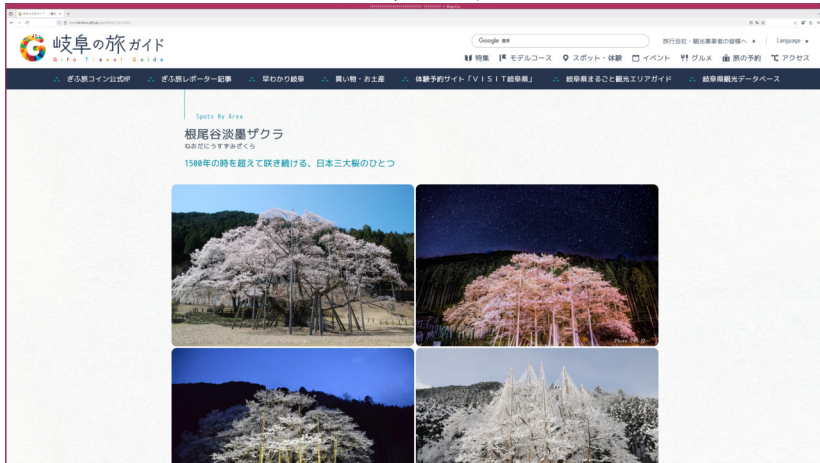 岐阜の旅ガイド
Gifu Travel Guide
Google 検索
旅行会社・観光事業者の皆様へ
Language
特集
モデルコース
スポット・体験
イベント
グルメ
旅の予約
アクセス
ぎふ旅コイン公式HP
ぎふ旅レポーター記事
早わかり岐阜
買い物・お土産
体験予約サイト「VISIT岐阜県」
岐阜県まるごと観光エリアガイド
岐阜県観光データベース
Spots By Area
根尾谷淡墨ザクラ
ねおだにうすずみざくら
1500年の時を超えて咲き続ける、日本三大桜のひとつ